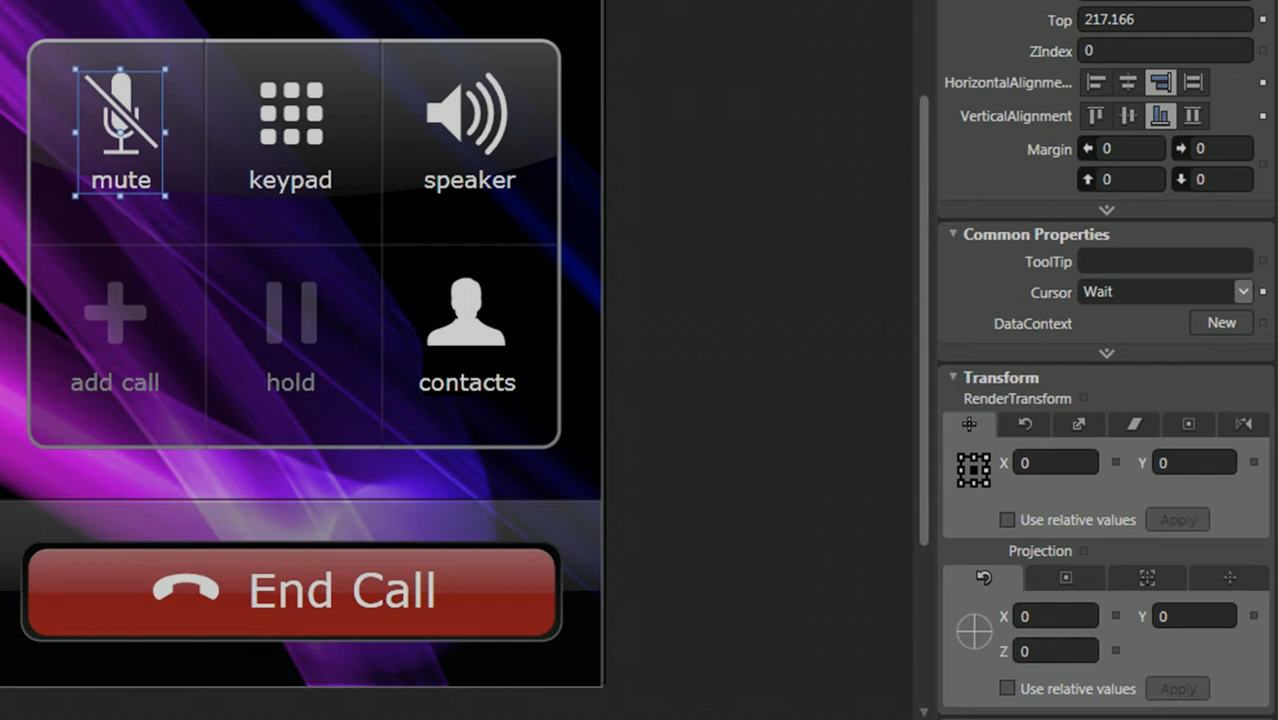 mute
keypad
speaker
add call
hold
contacts
End Call
Top 217.166
ZIndex 0
HorizontalAlignme...
VerticalAlignment
Margin 0 0
0 0
Common Properties
ToolTip
Cursor Wait
DataContext New
Transform
RenderTransform
X 0 Y 0
Use relative values Apply
Projection
X 0 Y 0
Z 0
Use relative values Apply